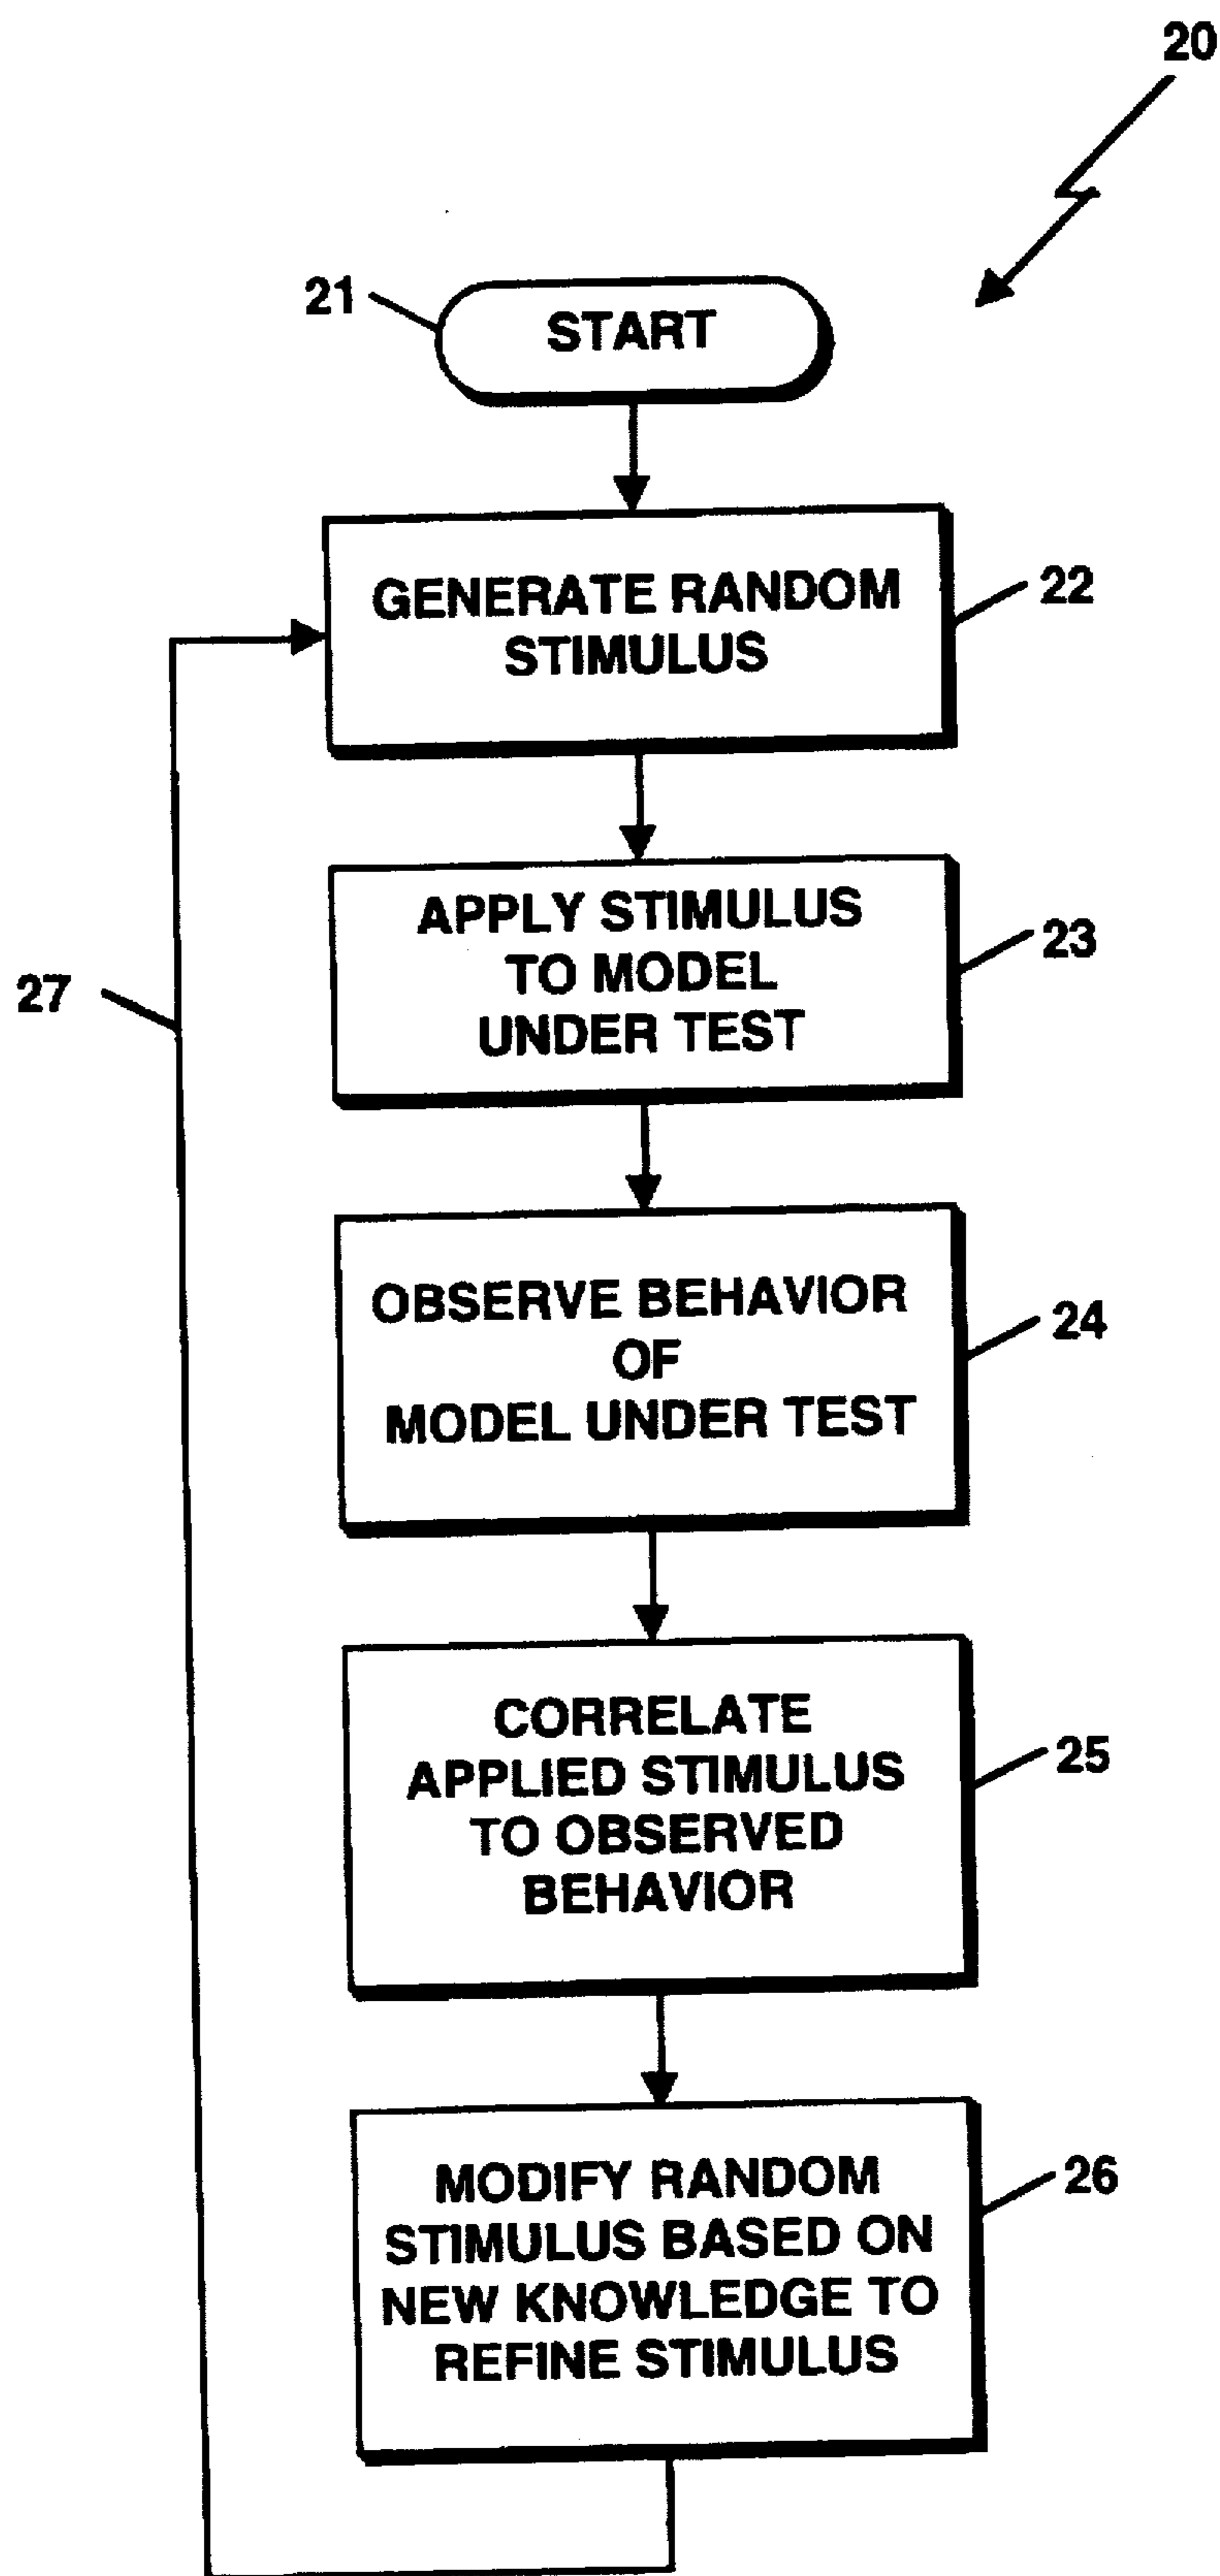 20
21
START
GENERATE RANDOM
STIMULUS
22
APPLY STIMULUS
TO MODEL
UNDER TEST
23
27
OBSERVE BEHAVIOR
OF
MODEL UNDER TEST
24
CORRELATE
APPLIED STIMULUS
TO OBSERVED
BEHAVIOR
25
MODIFY RANDOM
STIMULUS BASED ON
NEW KNOWLEDGE TO
REFINE STIMULUS
26